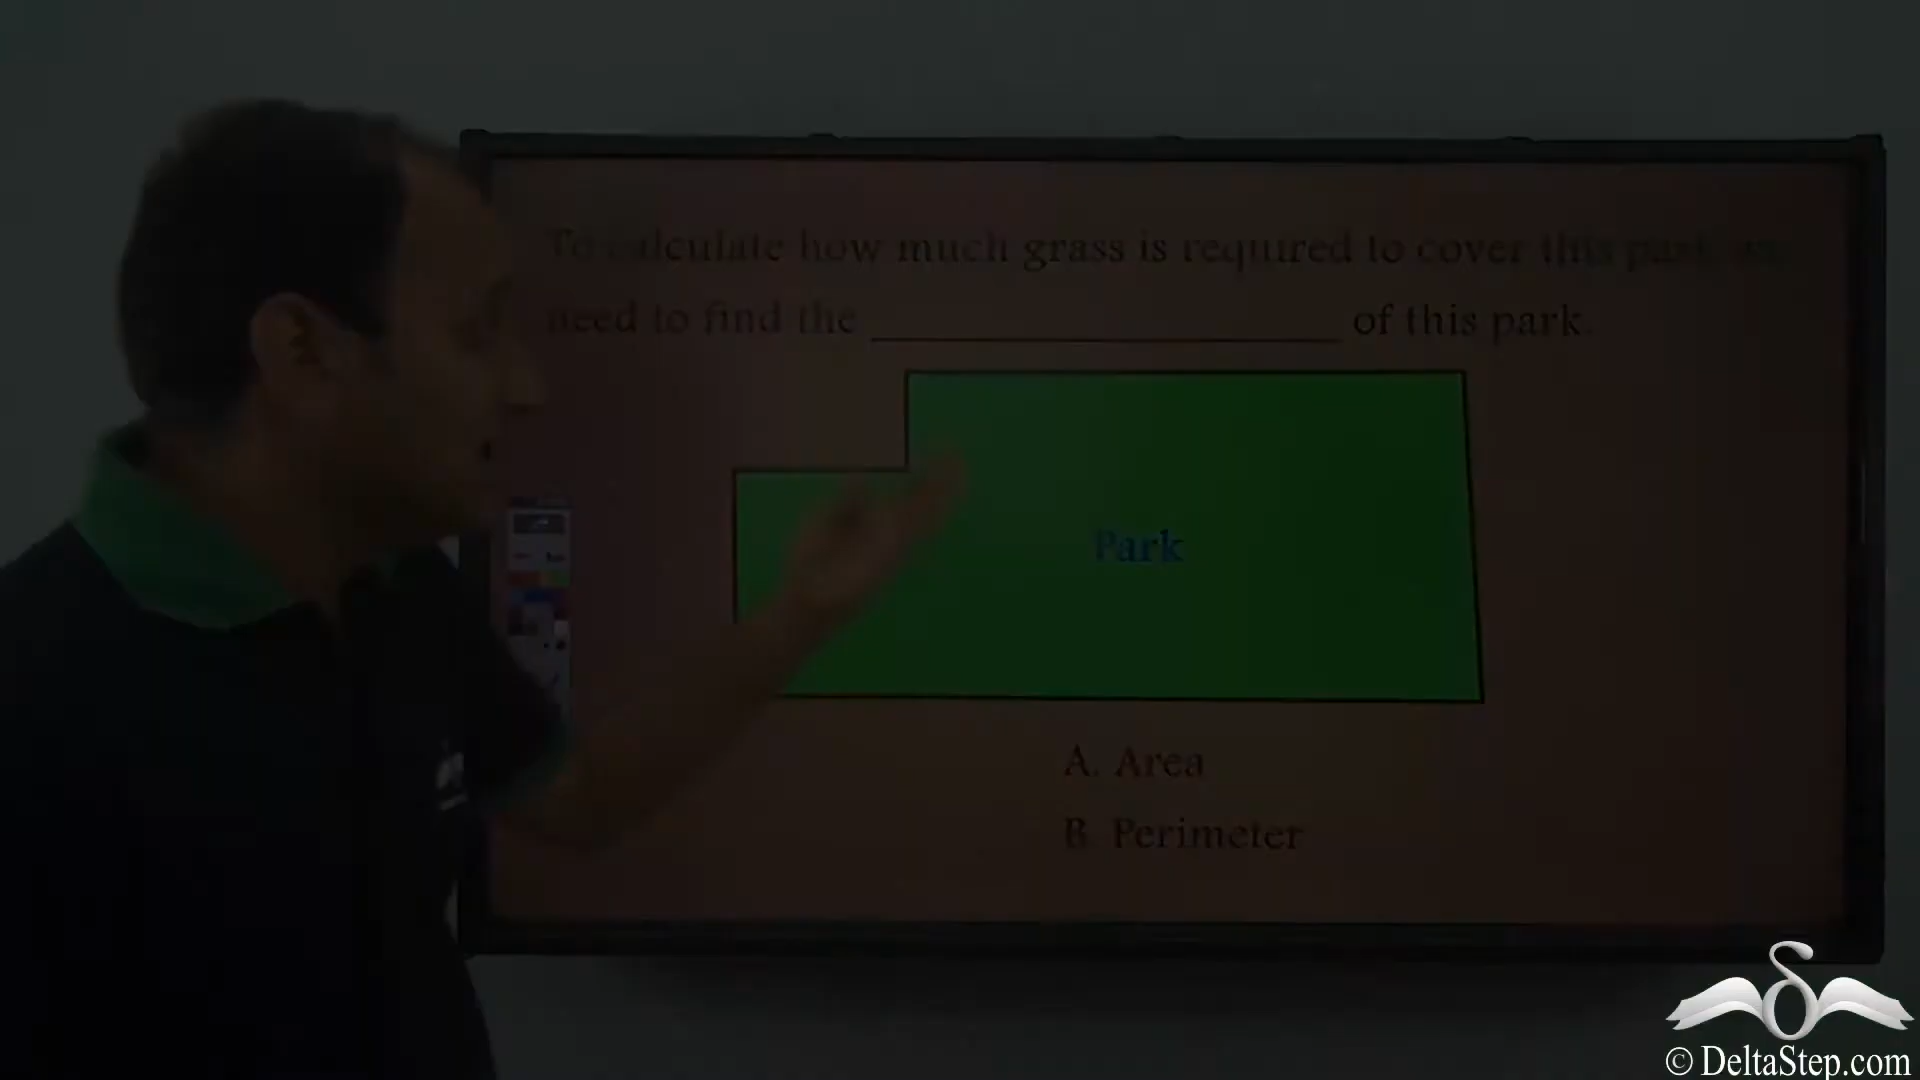 To calculate how much grass is required to cover this park we
need to find the ____________ of this park.
Park
A. Area
B. Perimeter
© DeltaStep.com